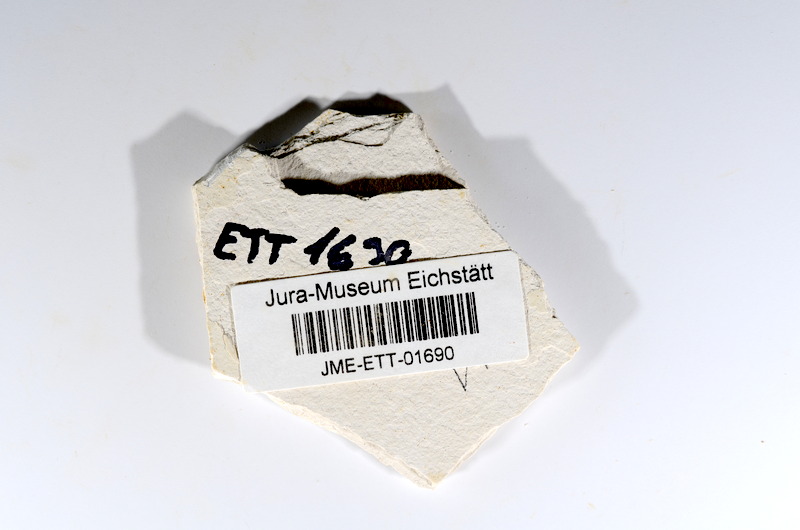 ETT 1690
Jura-Museum Eichstätt
JME-ETT-01690